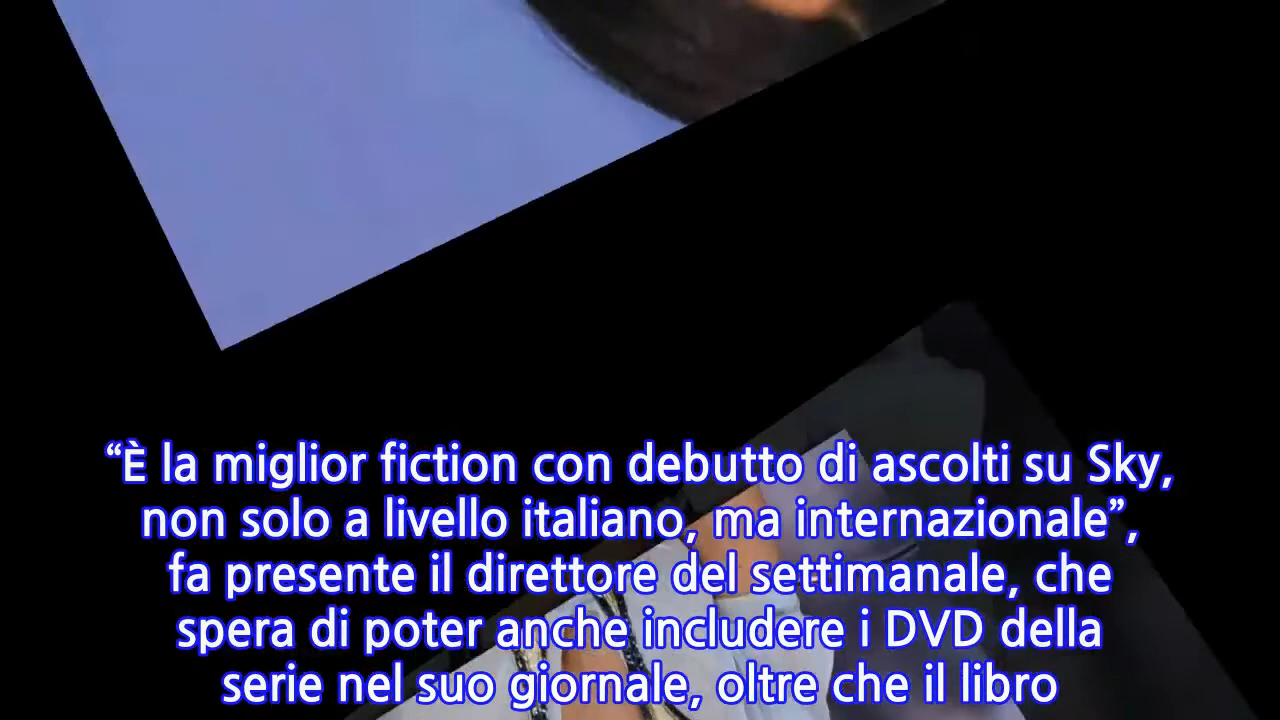 “È la miglior fiction con debutto di ascolti su Sky,
non solo a livello italiano, ma internazionale”,
fa presente il direttore del settimanale, che
spera di poter anche includere i DVD della
serie nel suo giornale, oltre che il libro